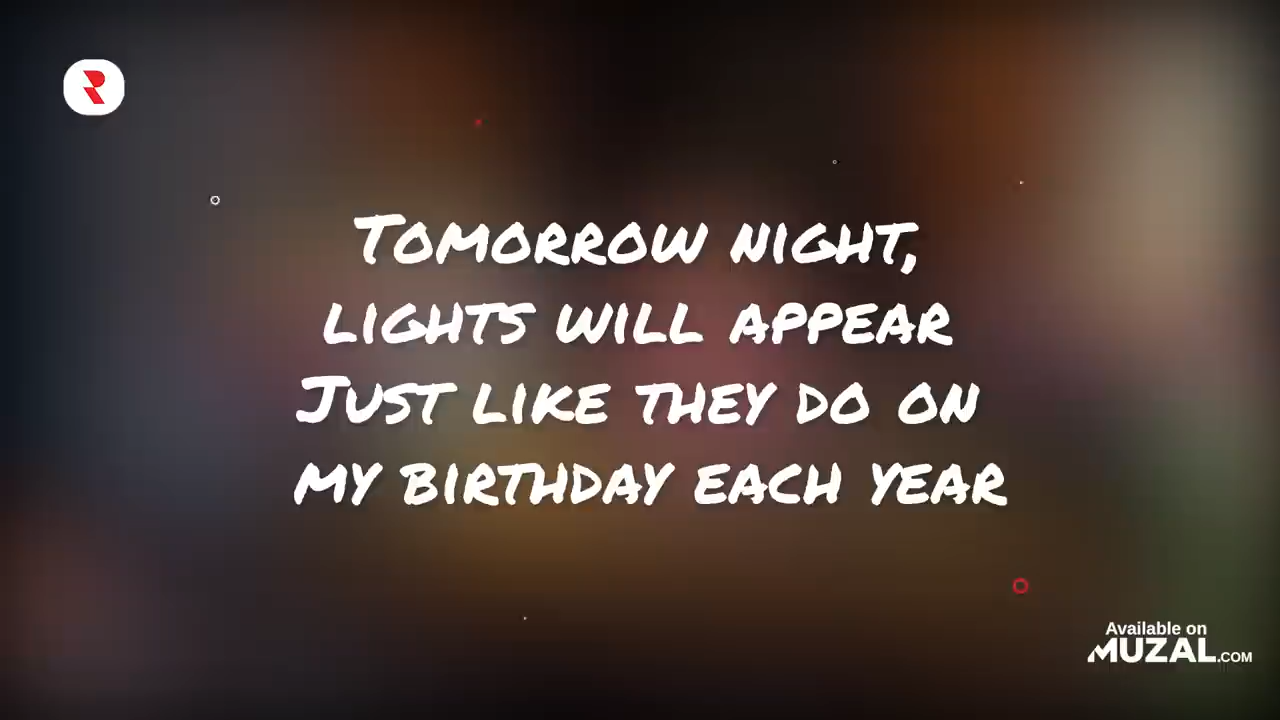 Tomorrow night,
lights will appear
Just like they do on
my birthday each year
Available on
MUZAL.COM